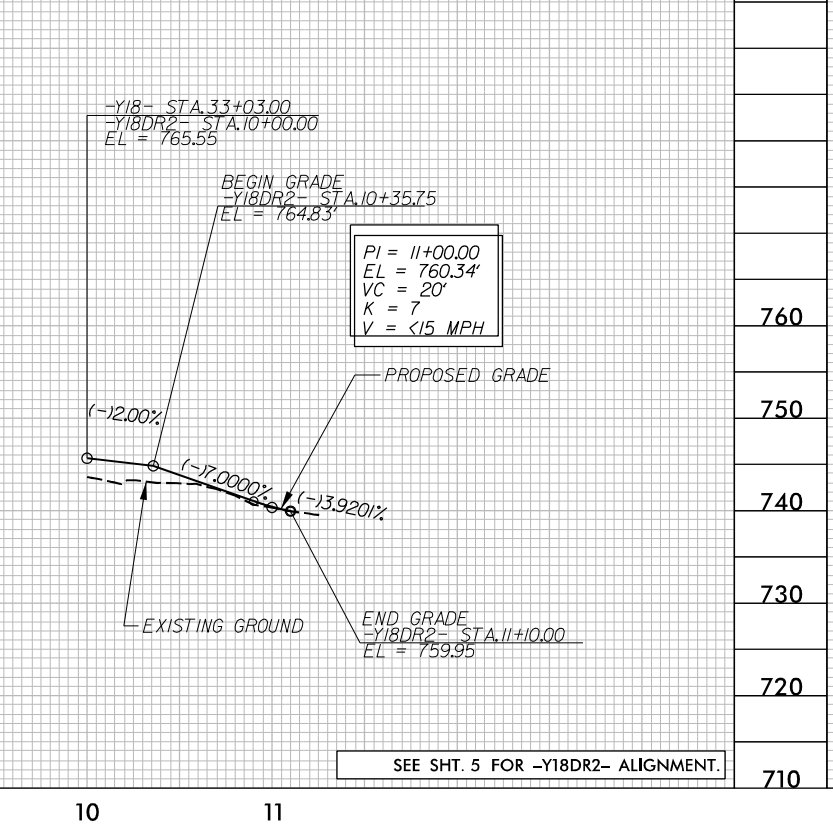 -Y18- STA.33+03.00
-Y18DR2- STA.10+00.00
EL = 765.55
BEGIN GRADE
-Y18DR2- STA.10+35.75
EL = 764.83'
PI = 11+00.00
EL = 760.34'
VC = 20'
K = 7
V = <15 MPH
760
PROPOSED GRADE
750
(-)2.00%
(-)7.0000%
(-)3.9201%
740
730
EXISTING GROUND
END GRADE
-Y18DR2- STA.11+10.00
EL = 759.95
720
SEE SHT. 5 FOR -Y18DR2- ALIGNMENT.
710
10
11